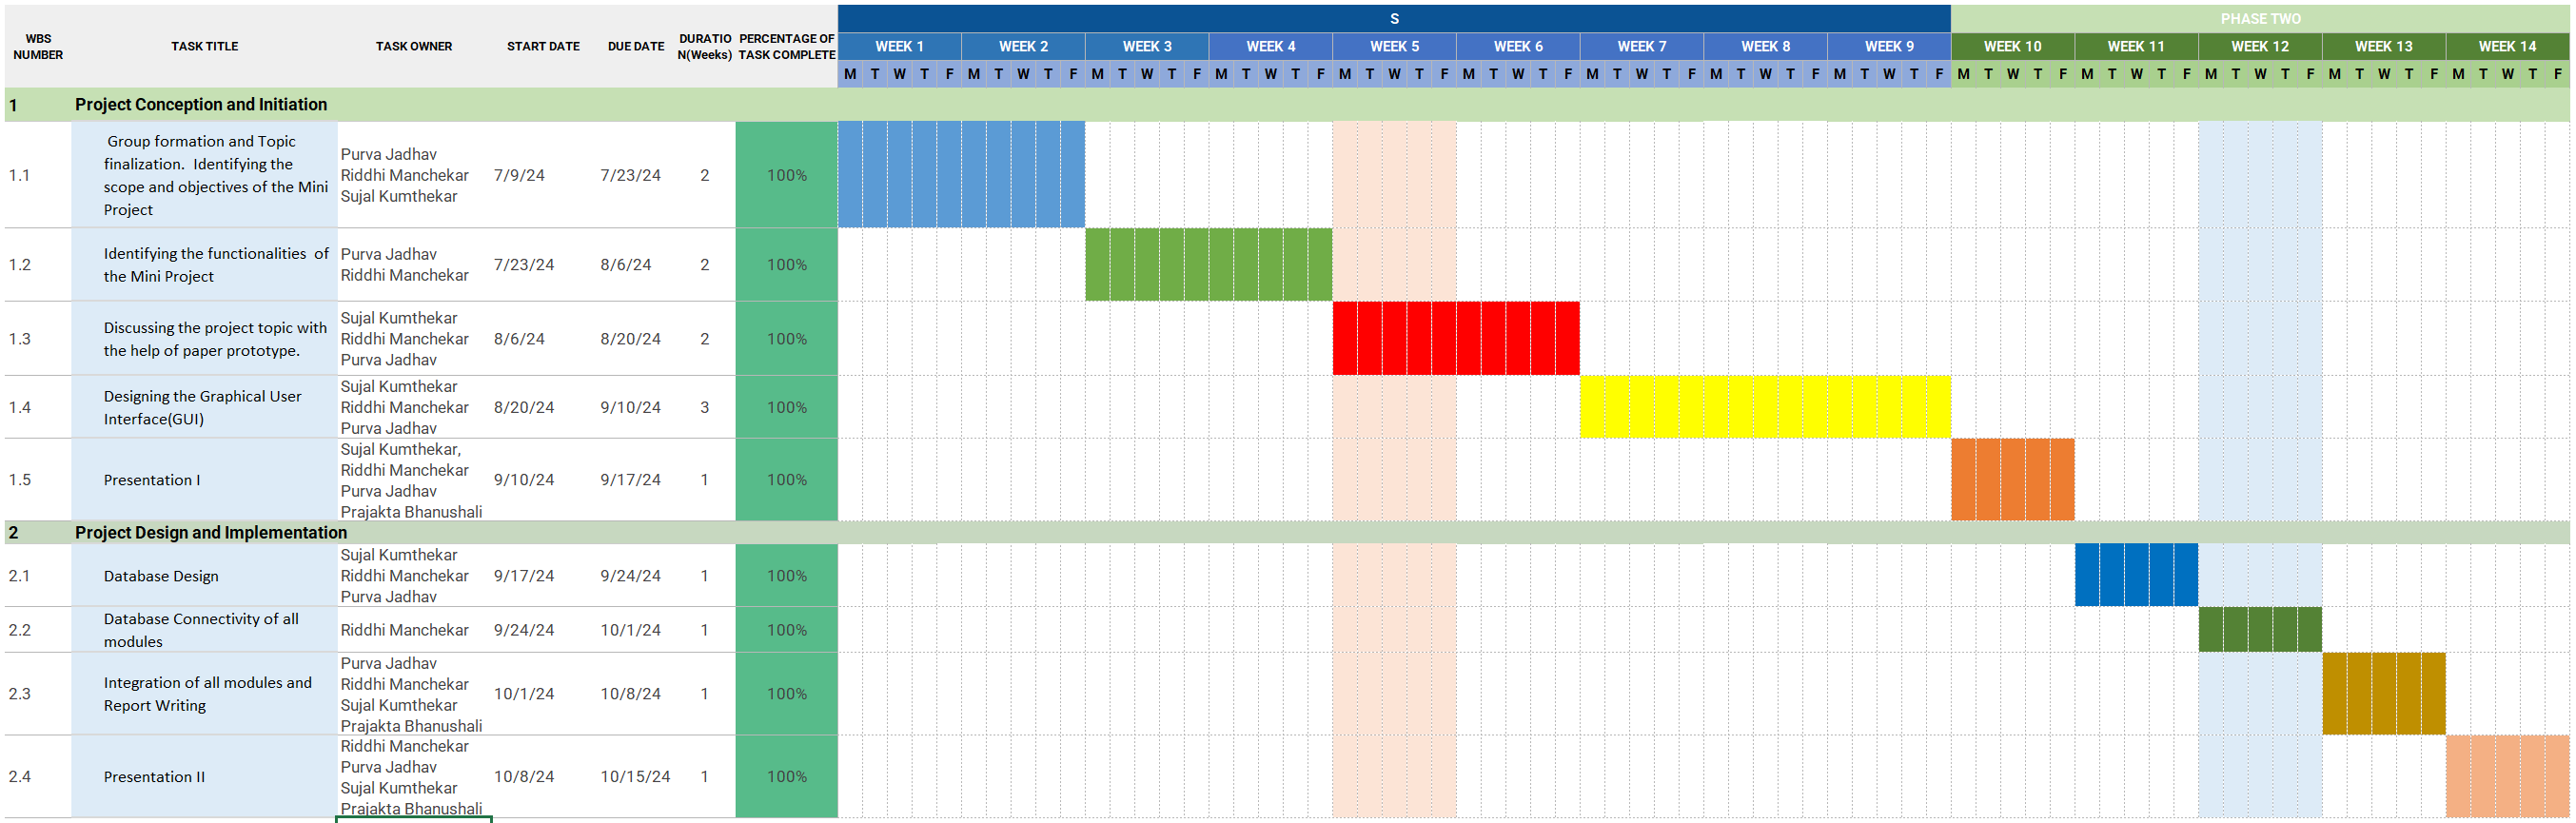 S PHASE TWO
WBS NUMBER TASK TITLE TASK OWNER START DATE DUE DATE DURATIO N(Weeks) PERCENTAGE OF TASK COMPLETE
WEEK 1 WEEK 2 WEEK 3 WEEK 4 WEEK 5 WEEK 6 WEEK 7 WEEK 8 WEEK 9 WEEK 10 WEEK 11 WEEK 12 WEEK 13 WEEK 14
M T W T F M T W T F M T W T F M T W T F M T W T F M T W T F M T W T F M T W T F M T W T F M T W T F M T W T F M T W T F M T W T F M T W T F
1 Project Conception and Initiation
1.1
Group formation and Topic
finalization. Identifying the
scope and objectives of the Mini
Project
Purva Jadhav
Riddhi Manchekar
Sujal Kumthekar
7/9/24 7/23/24 2 100%
1.2
Identifying the functionalities of
the Mini Project
Purva Jadhav
Riddhi Manchekar
7/23/24 8/6/24 2 100%
1.3
Discussing the project topic with
the help of paper prototype.
Sujal Kumthekar
Riddhi Manchekar
Purva Jadhav
8/6/24 8/20/24 2 100%
1.4
Designing the Graphical User
Interface(GUI)
Sujal Kumthekar
Riddhi Manchekar
Purva Jadhav
8/20/24 9/10/24 3 100%
1.5
Presentation I
Sujal Kumthekar,
Riddhi Manchekar
Purva Jadhav
Prajakta Bhanushali
9/10/24 9/17/24 1 100%
2 Project Design and Implementation
2.1
Database Design
Sujal Kumthekar
Riddhi Manchekar
Purva Jadhav
9/17/24 9/24/24 1 100%
2.2
Database Connectivity of all
modules
Riddhi Manchekar
9/24/24 10/1/24 1 100%
2.3
Integration of all modules and
Report Writing
Purva Jadhav
Riddhi Manchekar
Sujal Kumthekar
Prajakta Bhanushali
10/1/24 10/8/24 1 100%
2.4
Presentation II
Riddhi Manchekar
Purva Jadhav
Sujal Kumthekar
Prajakta Bhanushali
10/8/24 10/15/24 1 100%